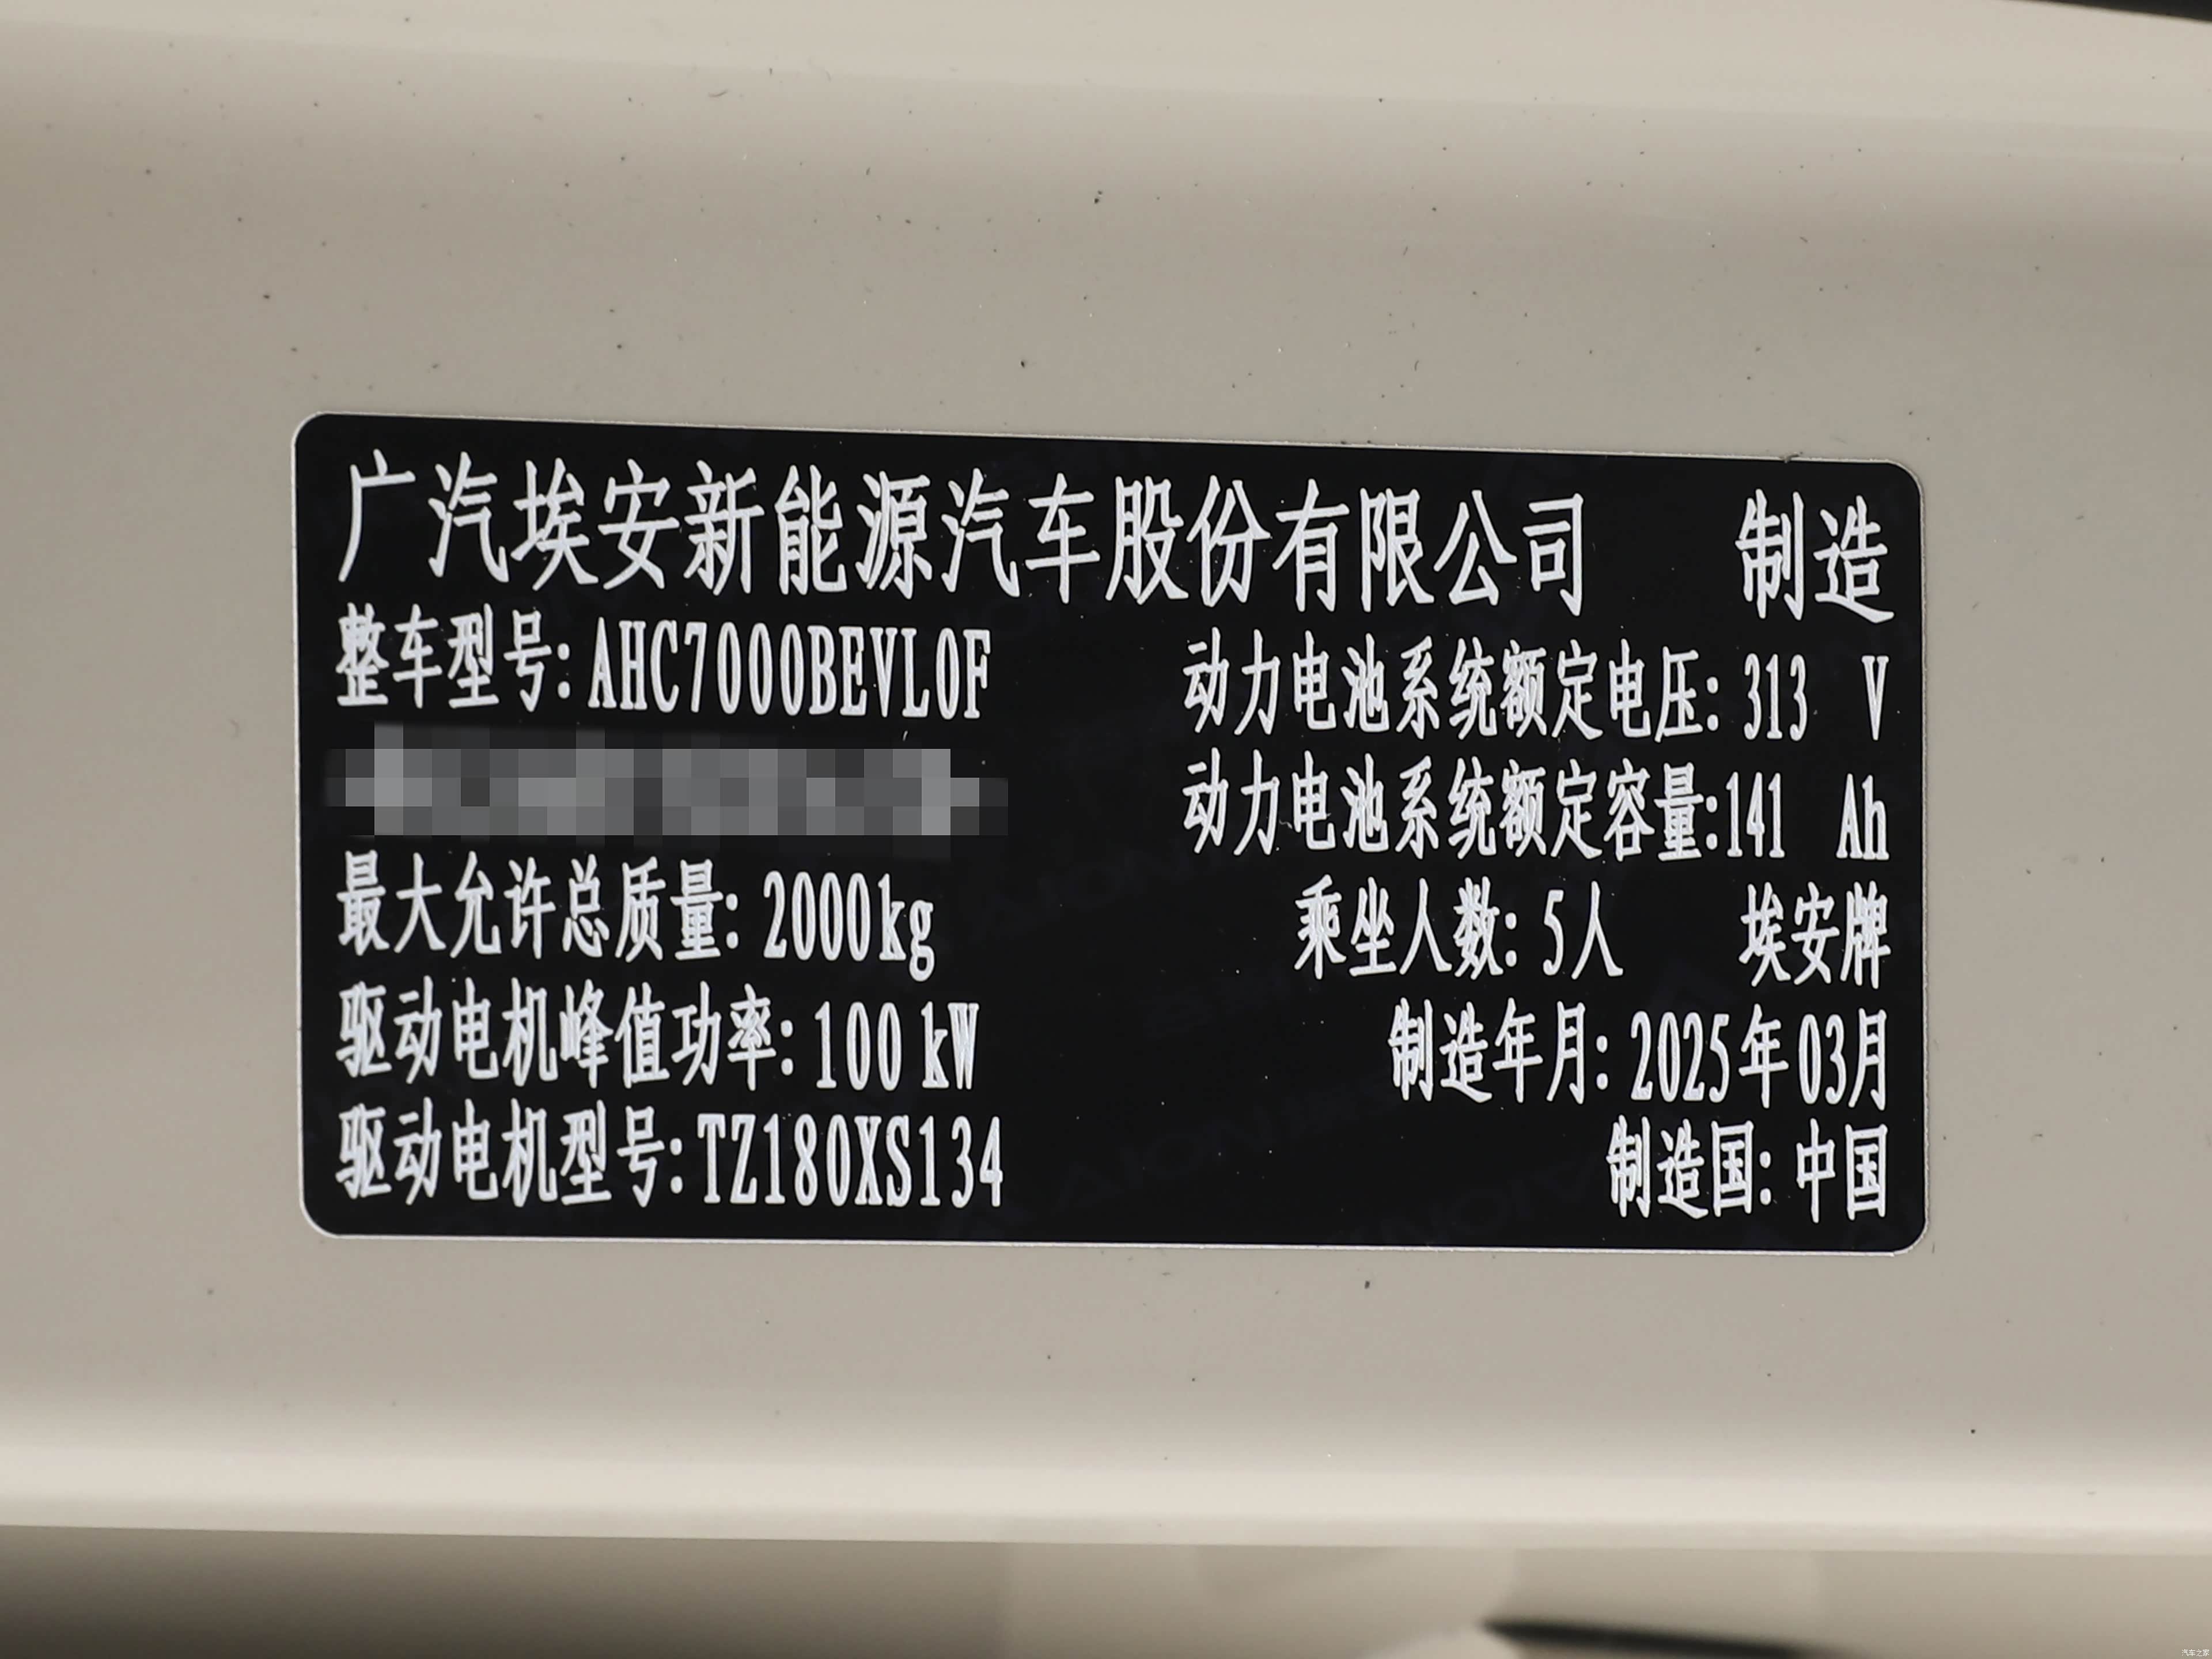 广汽埃安新能源汽车股份有限公司 制造
整车型号：AHC7000BEVL0F 动力电池系统额定电压：313 V
动力电池系统额定容量：141 Ah
最大允许总质量：2000kg 乘坐人数：5人 埃安牌
驱动电机峰值功率：100 kW 制造年月：2025年03月
驱动电机型号：TZ180XS134 制造国：中国
汽车之家